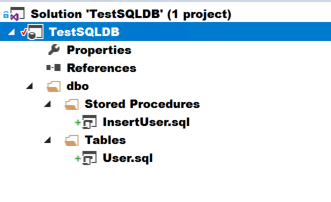 Solution 'TestSQLDB' (1 project)
TestSQLDB
Properties
References
dbo
Stored Procedures
InsertUser.sql
Tables
User.sql